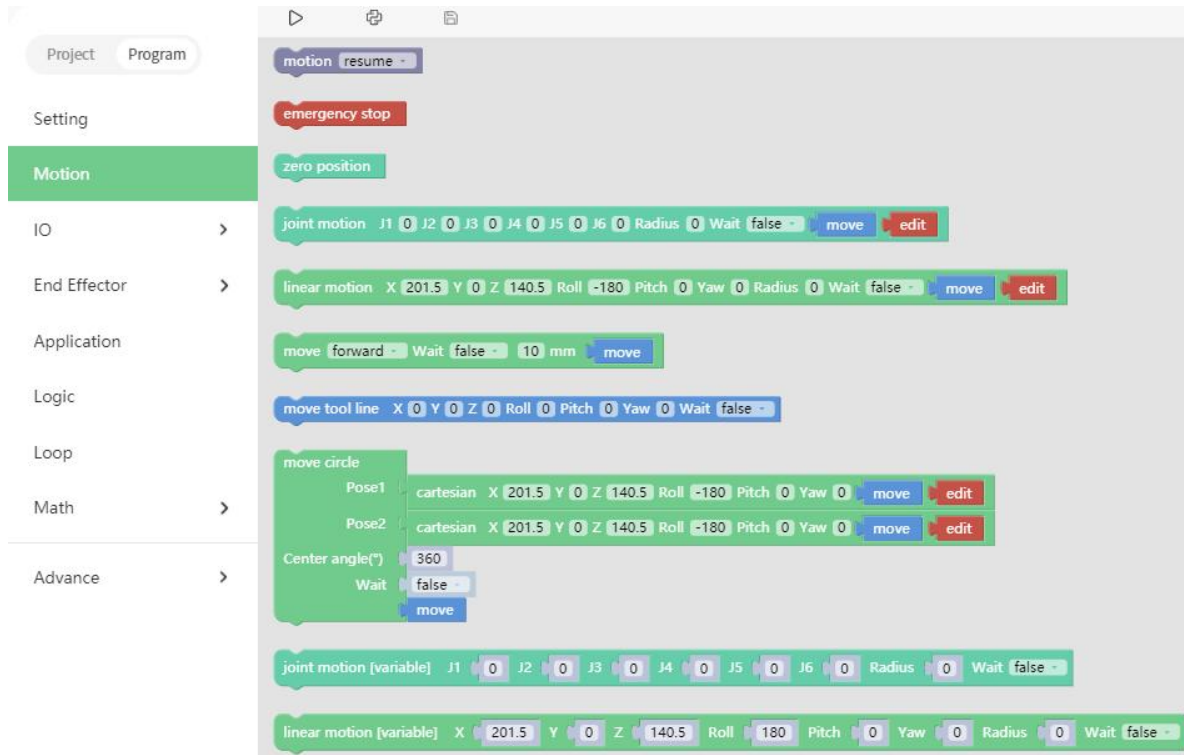 Project Program
Setting
Motion
IO
End Effector
Application
Logic
Loop
Math
Advance
motion resume
emergency stop
zero position
joint motion J1 0 J2 0 J3 0 J4 0 J5 0 J6 0 Radius 0 Wait false move edit
linear motion X 201.5 Y 0 Z 140.5 Roll -180 Pitch 0 Yaw 0 Radius 0 Wait false move edit
move forward Wait false 10 mm move
move tool line X 0 Y 0 Z 0 Roll 0 Pitch 0 Yaw 0 Wait false
move circle
Pose1 cartesian X 201.5 Y 0 Z 140.5 Roll -180 Pitch 0 Yaw 0 move edit
Pose2 cartesian X 201.5 Y 0 Z 140.5 Roll -180 Pitch 0 Yaw 0 move edit
Center angle(°) 360
Wait false
move
joint motion [variable] J1 0 J2 0 J3 0 J4 0 J5 0 J6 0 Radius 0 Wait false
linear motion [variable] X 201.5 Y 0 Z 140.5 Roll 180 Pitch 0 Yaw 0 Radius 0 Wait false